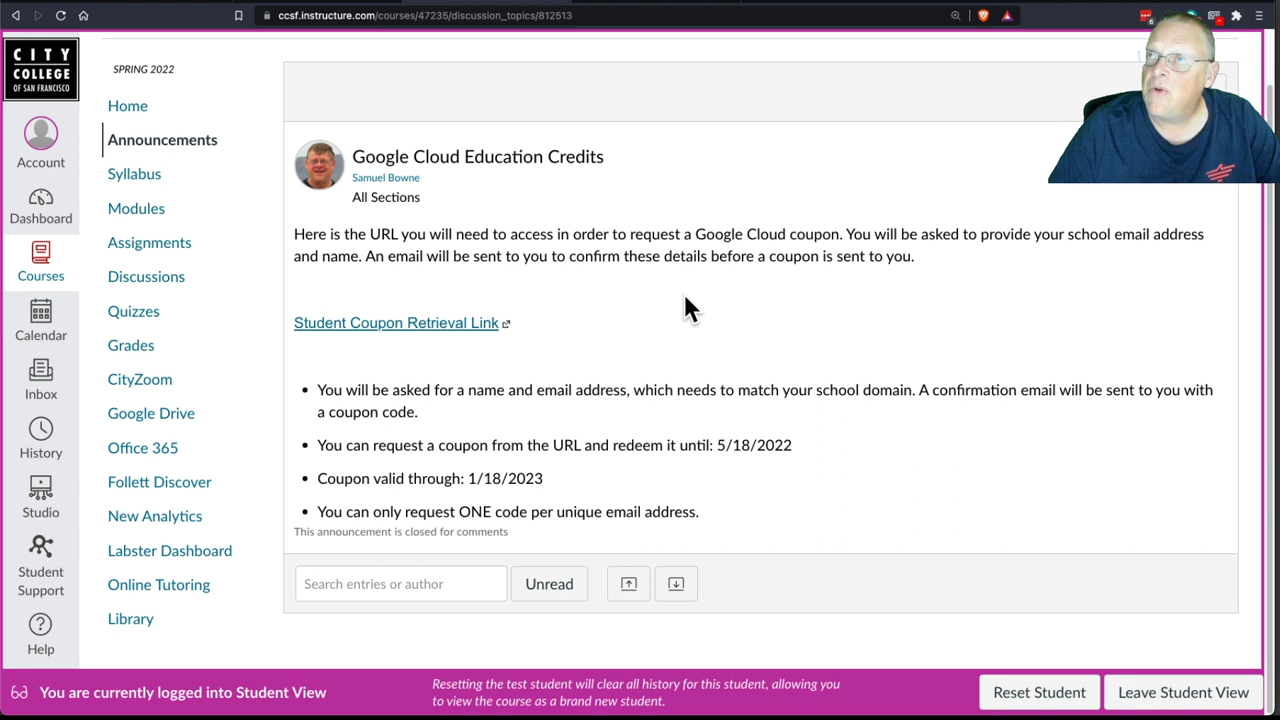 ccsf.instructure.com/courses/47235/discussion_topics/812513
CITY
COLLEGE
OF SAN FRANCISCO
Account
Dashboard
Courses
Calendar
Inbox
History
Studio
Student
Support
Help
SPRING 2022
Home
Announcements
Syllabus
Modules
Assignments
Discussions
Quizzes
Grades
CityZoom
Google Drive
Office 365
Follett Discover
New Analytics
Labster Dashboard
Online Tutoring
Library
Google Cloud Education Credits
Samuel Bowne
All Sections
Here is the URL you will need to access in order to request a Google Cloud coupon. You will be asked to provide your school email address
and name. An email will be sent to you to confirm these details before a coupon is sent to you.
Student Coupon Retrieval Link
• You will be asked for a name and email address, which needs to match your school domain. A confirmation email will be sent to you with
a coupon code.
• You can request a coupon from the URL and redeem it until: 5/18/2022
• Coupon valid through: 1/18/2023
• You can only request ONE code per unique email address.
This announcement is closed for comments
Search entries or author
Unread
You are currently logged into Student View
Resetting the test student will clear all history for this student, allowing you
to view the course as a brand new student.
Reset Student
Leave Student View